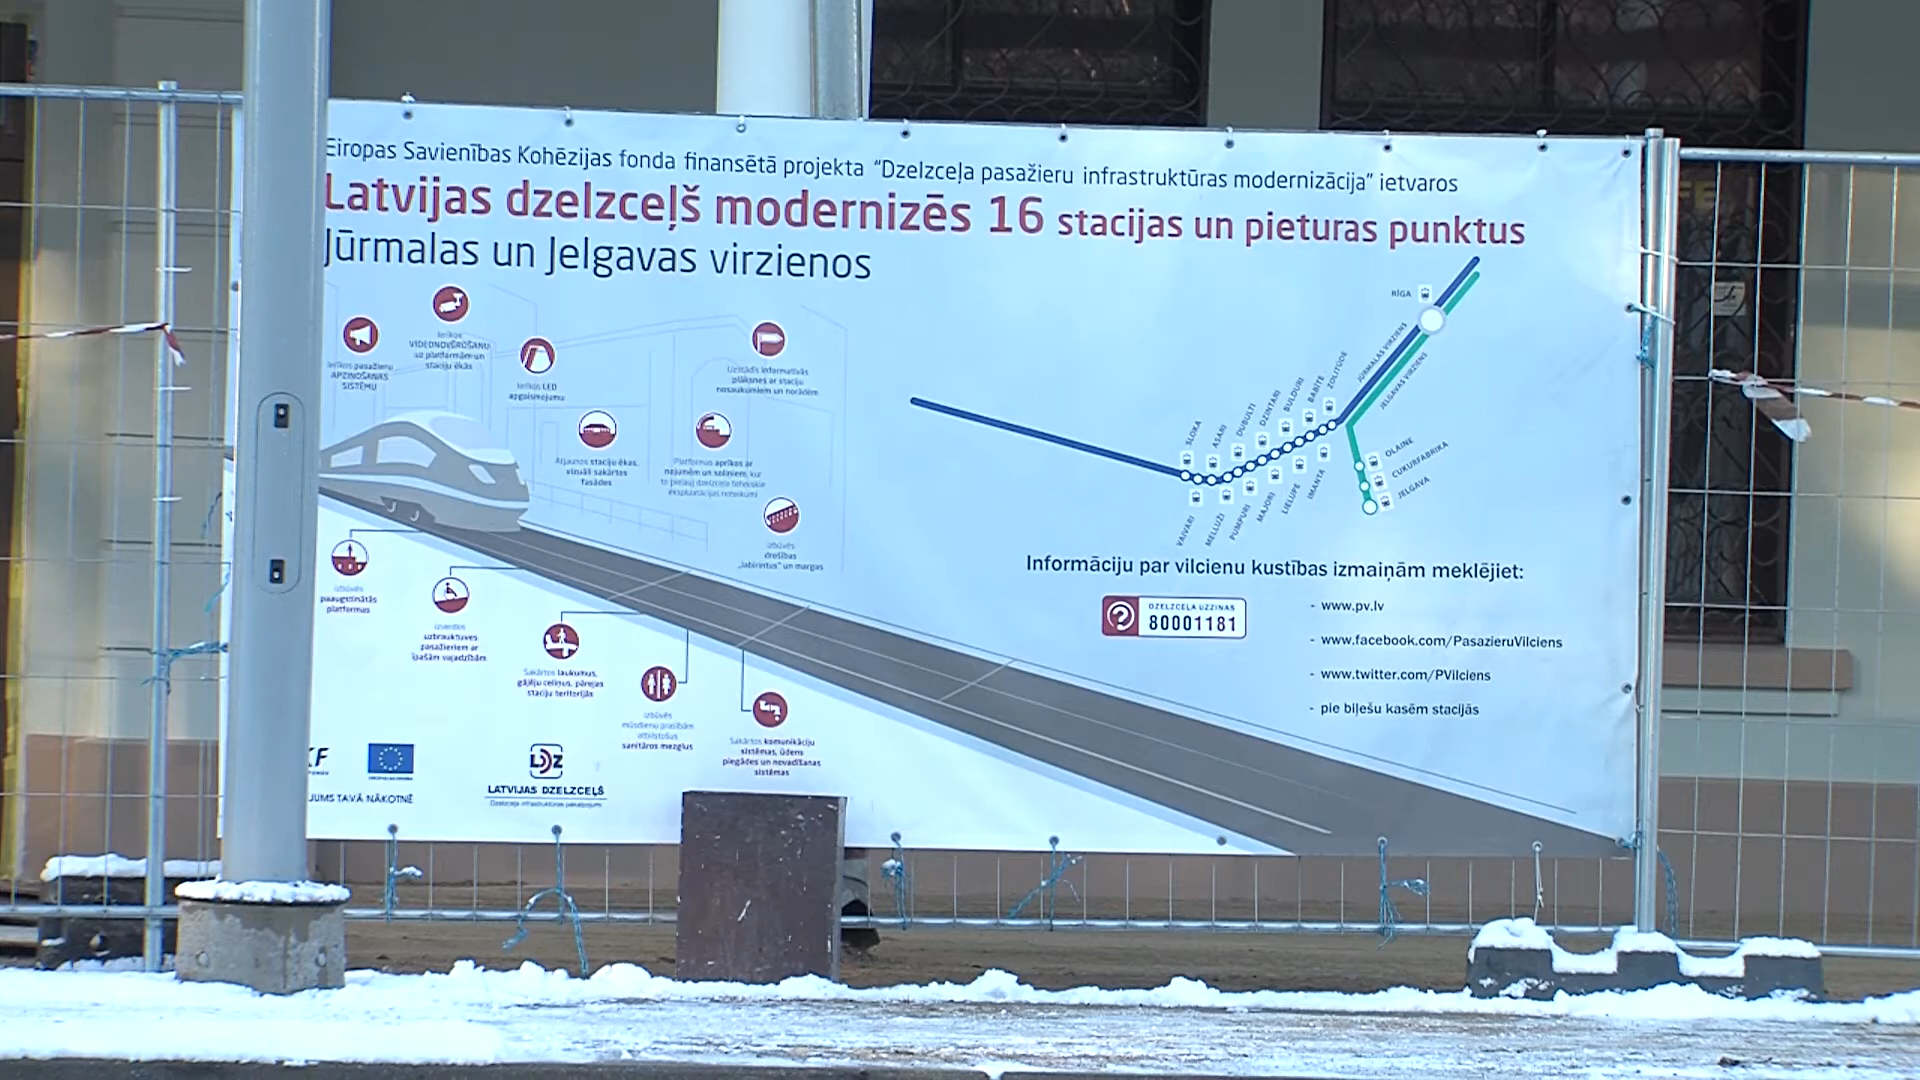 Eiropas Savienības Kohēzijas fonda finansētā projekta “Dzelzceļa pasažieru infrastruktūras modernizācija” ietvaros
Latvijas dzelzceļš modernizēs 16 stacijas un pieturas punktus
Jūrmalas un Jelgavas virzienos
Ierīkos pasažieru
APZIŅOŠANAS
SISTĒMU
Ierīkos
VIDEONOVĒROŠANU
uz platformām un
staciju ēkās
Ierīkos LED
apgaismojumu
Uzstādīs informatīvās
plāksnes ar staciju
nosaukumiem un norādēm
Atjaunos staciju ēkas,
vizuāli sakārtos
fasādes
Platformas aprīkos ar
nojumēm un soliņiem, kur
to pieļauj dzelzceļa tehniskie
ekspluatācijas noteikumi
izbūvēs
drošības
„labirintus” un margas
izbūvēs
paaugstinātās
platformas
izveidos
uzbrauktuves
pasažieriem ar
īpašām vajadzībām
Sakārtos laukumus,
gājēju celiņus, pārejas
staciju teritorijās
izbūvēs
mūsdienu prasībām
atbilstošus
sanitāros mezglus
Sakārtos komunikāciju
sistēmas, ūdens
piegādes un novadīšanas
sistēmas
RĪGA
JŪRMALAS VIRZIENS
JELGAVAS VIRZIENS
SLOKA
ASARI
DUBULTI
DZINTARI
BULDURI
BABĪTE
ZOLITŪDE
VAIVARI
MELLUŽI
PUMPURI
MAJORI
LIELUPE
IMANTA
OLAINE
CUKURFABRIKA
JELGAVA
Informāciju par vilcienu kustības izmaiņām meklējiet:
DZELZCEĻA UZZIŅAS
80001181
- www.pv.lv
- www.facebook.com/PasazieruVilciens
- www.twitter.com/PVilciens
- pie biļešu kasēm stacijās
KF
JUMS TAVĀ NĀKOTNĒ
LDZ
LATVIJAS DZELZCEĻŠ
Dzelzceļa infrastruktūras pakalpojumi